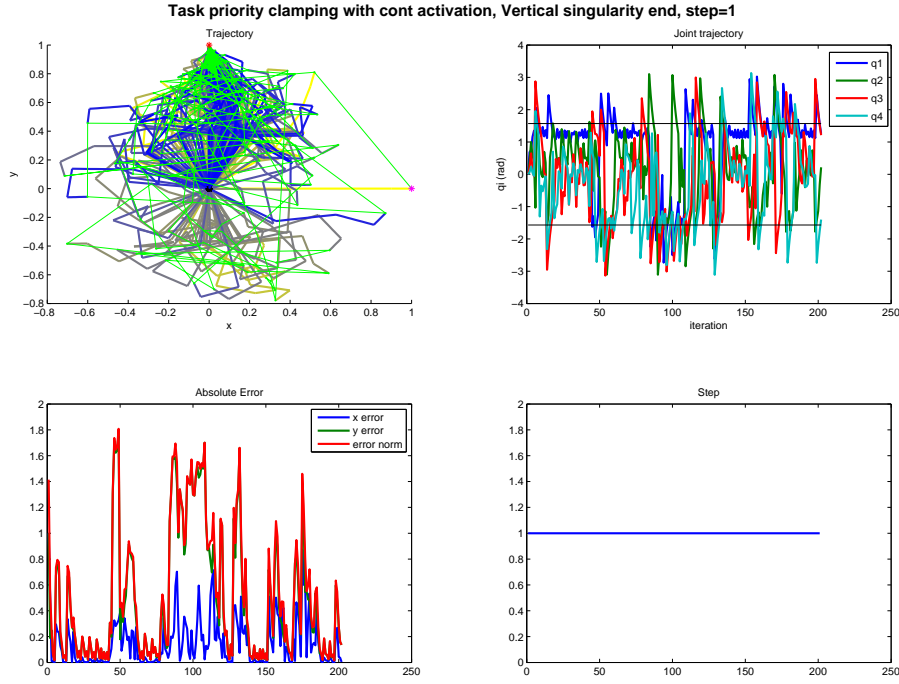 Task priority clamping with cont activation, Vertical singularity end, step=1
Trajectory
1
0.8
0.6
0.4
0.2
0
−0.2
−0.4
−0.6
−0.8
y
−0.8 −0.6 −0.4 −0.2 0 0.2 0.4 0.6 0.8 1
x
Joint trajectory
4
3
2
1
0
−1
−2
−3
−4
qi (rad)
0 50 100 150 200 250
iteration
q1
q2
q3
q4
Absolute Error
2
1.8
1.6
1.4
1.2
1
0.8
0.6
0.4
0.2
0
0 50 100 150 200 250
x error
y error
error norm
Step
2
1.8
1.6
1.4
1.2
1
0.8
0.6
0.4
0.2
0
0 50 100 150 200 250